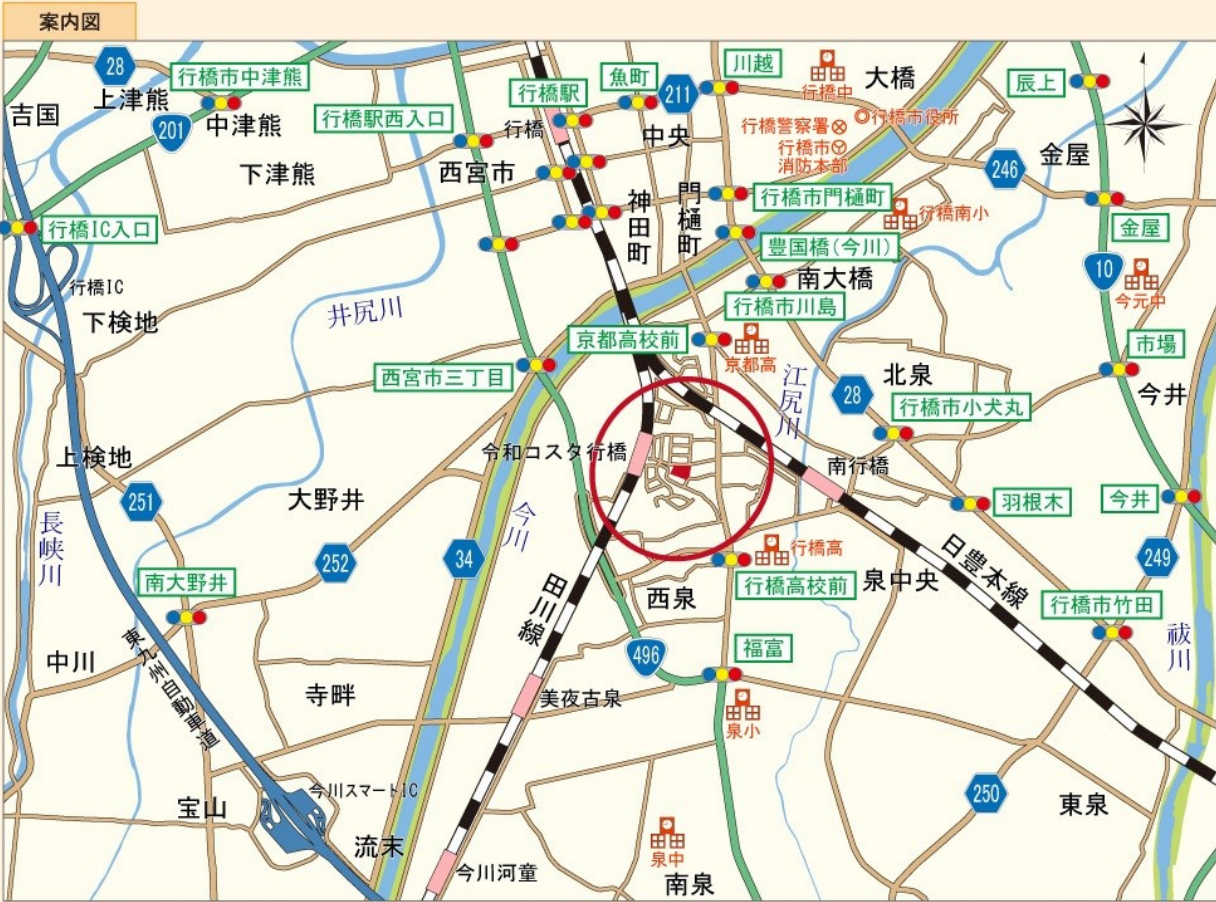 案内図
28
行橋市中津熊
上津熊
吉国
201
中津熊
下津熊
行橋駅西入口
西宮市
行橋駅
行橋
魚町
211
川越
行橋中
大橋
中央
行橋警察署
行橋市役所
行橋市
消防本部
辰上
金屋
246
金屋
神田町
門樋町
行橋市門樋町
行橋南小
豊国橋(今川)
南大橋
行橋市川島
10
今元中
行橋IC入口
行橋IC
下検地
井尻川
京都高校前
京都高
西宮市三丁目
江尻川
28
北泉
行橋市小犬丸
市場
今井
上検地
251
大野井
令和コスタ行橋
南行橋
羽根木
今井
長峡川
252
34
今川
行橋高
行橋高校前
泉中央
日豊本線
249
行橋市竹田
祓川
南大野井
田川線
西泉
496
福富
中川
東九州自動車道
寺畔
美夜古泉
泉小
250
東泉
宝山
今川スマートIC
流末
今川河童
泉中
南泉